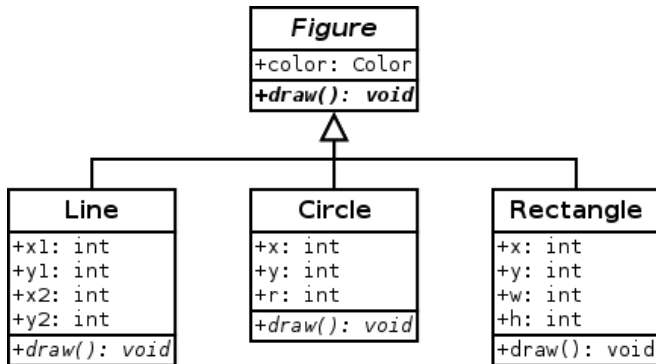 Figure
+color: Color
+draw(): void
Line
+x1: int
+y1: int
+x2: int
+y2: int
+draw(): void
Circle
+x: int
+y: int
+r: int
+draw(): void
Rectangle
+x: int
+y: int
+w: int
+h: int
+draw(): void